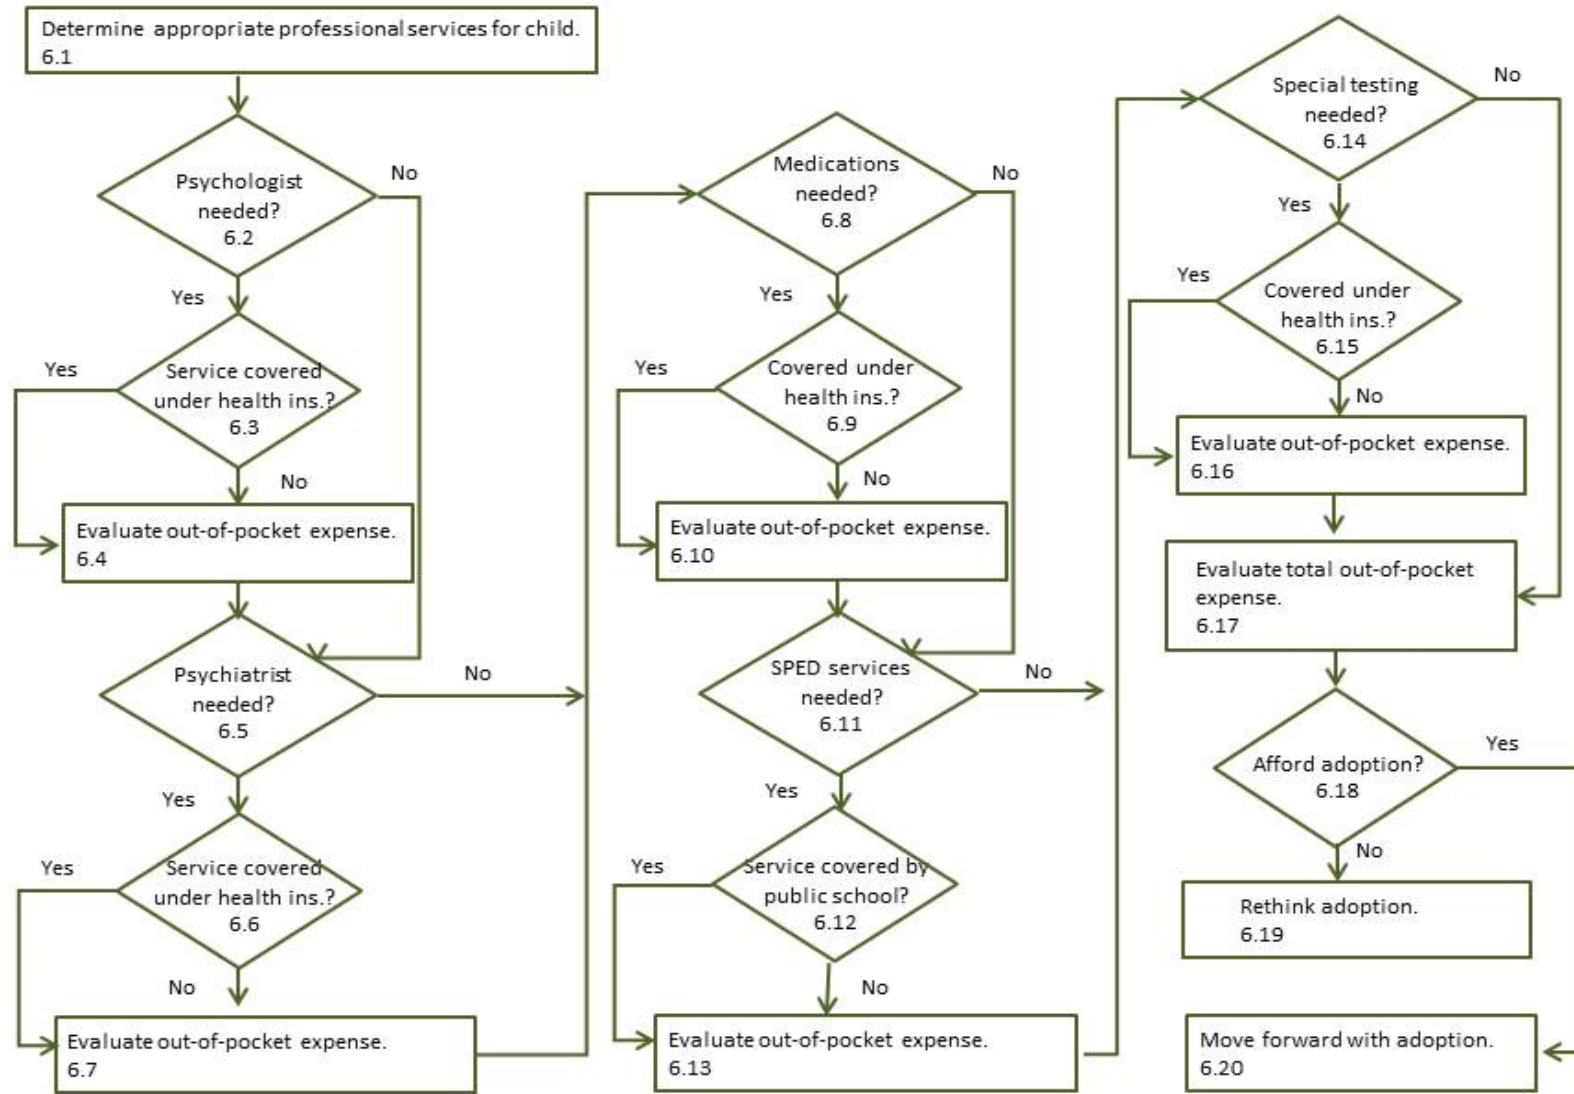 Determine appropriate professional services for child.
6.1
Psychologist
needed?
6.2
No
Yes
Service covered
under health ins.?
6.3
Yes
No
Evaluate out-of-pocket expense.
6.4
Psychiatrist
needed?
6.5
No
Yes
Service covered
under health ins.?
6.6
Yes
No
Evaluate out-of-pocket expense.
6.7
Medications
needed?
6.8
No
Yes
Covered under
health ins.?
6.9
Yes
No
Evaluate out-of-pocket expense.
6.10
SPED services
needed?
6.11
No
Yes
Service covered by
public school?
6.12
Yes
No
Evaluate out-of-pocket expense.
6.13
Special testing
needed?
6.14
No
Yes
Covered under
health ins.?
6.15
Yes
No
Evaluate out-of-pocket expense.
6.16
Evaluate total out-of-pocket
expense.
6.17
Afford adoption?
6.18
Yes
No
Rethink adoption.
6.19
Move forward with adoption.
6.20